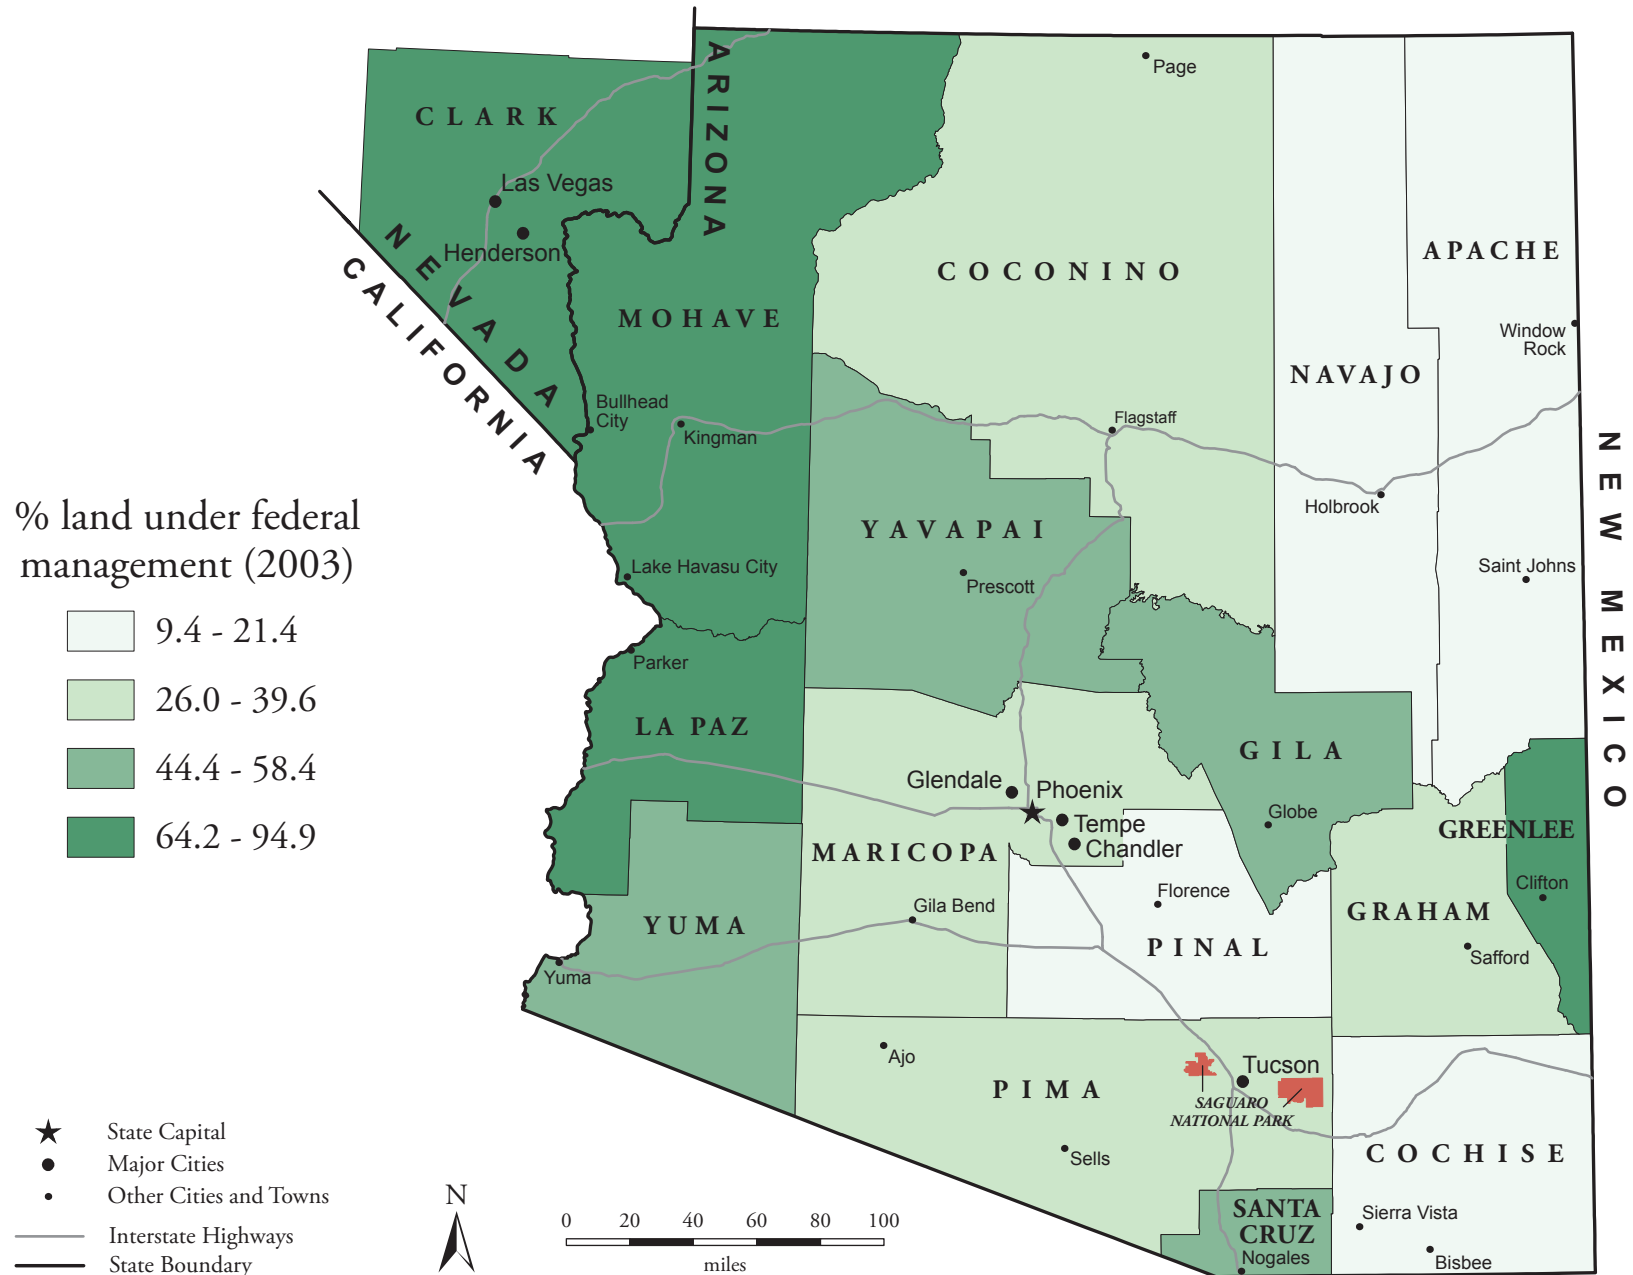 Page
CLARK
ARIZONA
Las Vegas
Henderson
NEVADA
CALIFORNIA
COCONINO
APACHE
MOHAVE
Window
Rock
NAVAJO
Bullhead
City
Kingman
Flagstaff
NEW MEXICO
% land under federal
management (2003)
9.4 - 21.4
26.0 - 39.6
44.4 - 58.4
64.2 - 94.9
Holbrook
YAVAPAI
Lake Havasu City
Prescott
Saint Johns
Parker
LA PAZ
GILA
Glendale
Phoenix
Tempe
Chandler
Globe
GREENLEE
MARICOPA
Clifton
Florence
Gila Bend
GRAHAM
YUMA
PINAL
Safford
Yuma
Ajo
Tucson
PIMA
SAGUARO
NATIONAL PARK
Sells
COCHISE
SANTA
CRUZ
Sierra Vista
Nogales
Bisbee
State Capital
Major Cities
Other Cities and Towns
Interstate Highways
State Boundary
N
0 20 40 60 80 100
miles